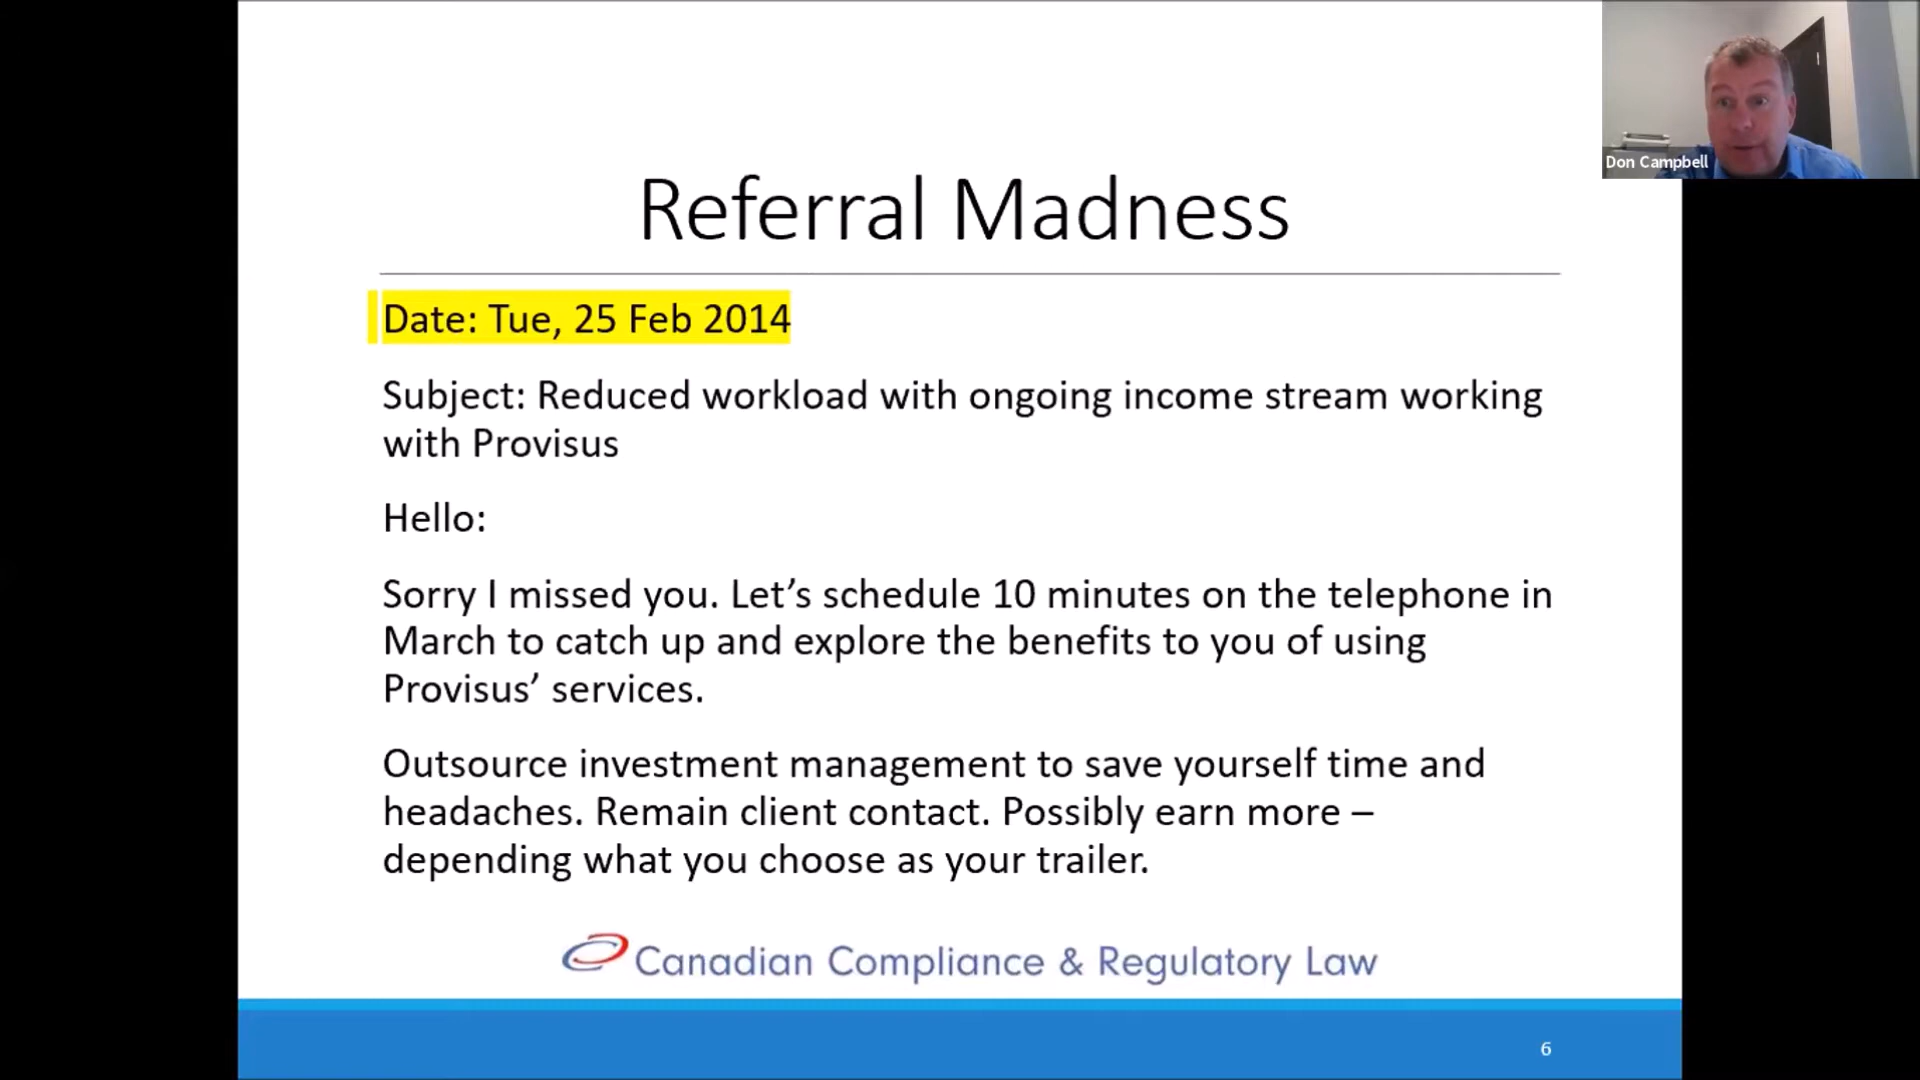 Referral Madness
Date: Tue, 25 Feb 2014
Subject: Reduced workload with ongoing income stream working
with Provisus
Hello:
Sorry I missed you. Let’s schedule 10 minutes on the telephone in
March to catch up and explore the benefits to you of using
Provisus’ services.
Outsource investment management to save yourself time and
headaches. Remain client contact. Possibly earn more –
depending what you choose as your trailer.
Canadian Compliance & Regulatory Law
6
Don Campbell